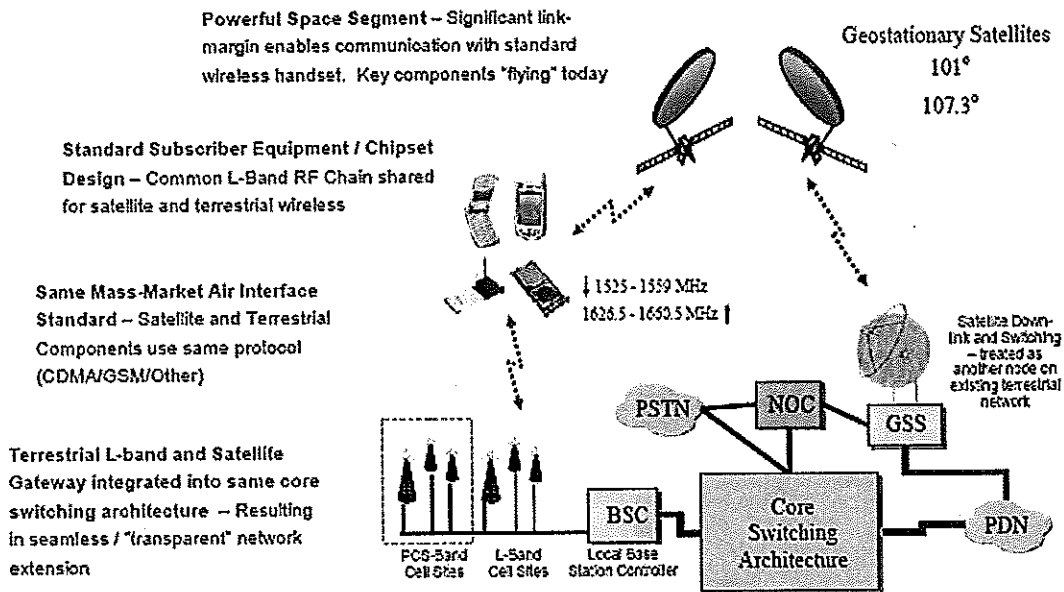 Powerful Space Segment – Significant link-
margin enables communication with standard
wireless handset. Key components "flying" today
Geostationary Satellites
101°
107.3°
Standard Subscriber Equipment / Chipset
Design – Common L-Band RF Chain shared
for satellite and terrestrial wireless
Same Mass-Market Air Interface
Standard – Satellite and Terrestrial
Components use same protocol
(CDMA/GSM/Other)
1525 - 1559 MHz
1626.5 - 1660.5 MHz
Satellite Down-
link and Switching
– treated as
another node on
existing terrestrial
network
PSTN
NOC
GSS
Terrestrial L-band and Satellite
Gateway integrated into same core
switching architecture – Resulting
in seamless / "transparent" network
extension
BSC
Core
Switching
Architecture
PDN
PCS-Band
Cell Sites
L-Band
Cell Sites
Local Base
Station Controller